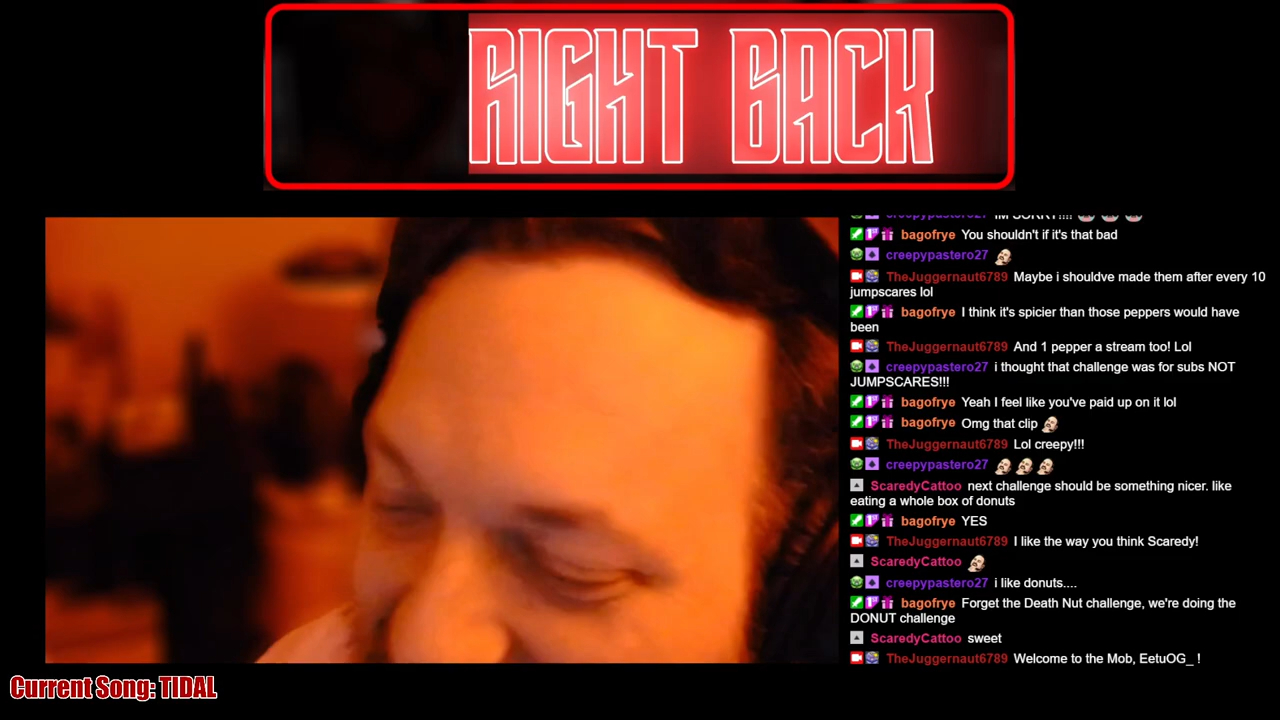 RIGHT BACK
creepypastero27 IM SORRY!!!!
bagofrye You shouldn't if it's that bad
creepypastero27
TheJuggernaut6789 Maybe i shouldve made them after every 10
jumpscares lol
bagofrye I think it's spicier than those peppers would have
been
TheJuggernaut6789 And 1 pepper a stream too! Lol
creepypastero27 i thought that challenge was for subs NOT
JUMPSCARES!!!
bagofrye Yeah I feel like you've paid up on it lol
bagofrye Omg that clip
TheJuggernaut6789 Lol creepy!!!
creepypastero27
ScaredyCattoo next challenge should be something nicer. like
eating a whole box of donuts
bagofrye YES
TheJuggernaut6789 I like the way you think Scaredy!
ScaredyCattoo
creepypastero27 i like donuts....
bagofrye Forget the Death Nut challenge, we're doing the
DONUT challenge
ScaredyCattoo sweet
TheJuggernaut6789 Welcome to the Mob, EetuOG_ !
Current Song: TIDAL